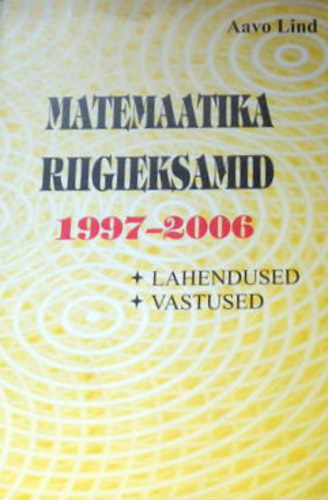 Aavo Lind
MATEMAATIKA
RIIGIEKSAMID
1997-2006
+ LAHENDUSED
+ VASTUSED